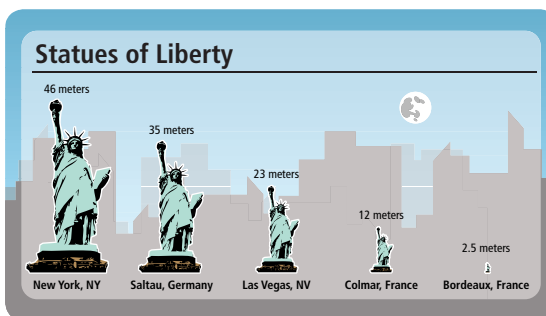 Statues of Liberty
46 meters
35 meters
23 meters
12 meters
2.5 meters
New York, NY
Saltau, Germany
Las Vegas, NV
Colmar, France
Bordeaux, France